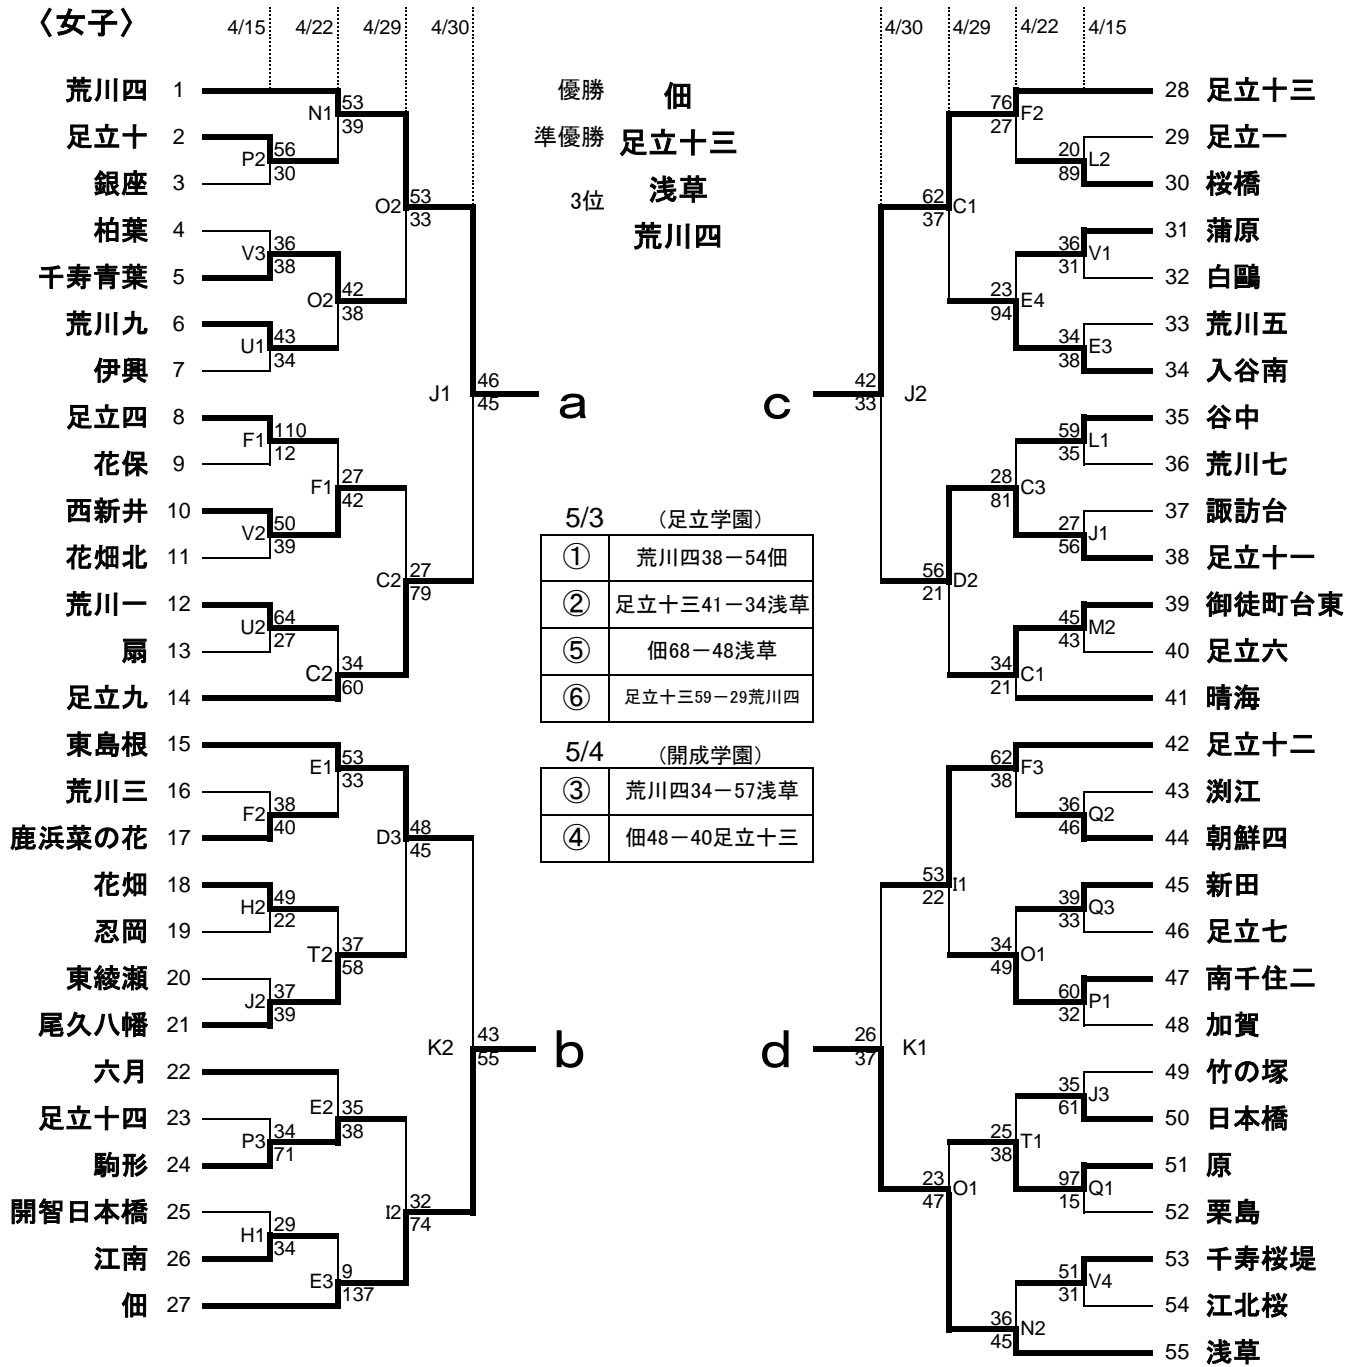 〈女子〉
4/15 4/22 4/29 4/30
4/30 4/29 4/22 4/15
優勝 佃
準優勝 足立十三
3位 浅草
荒川四
荒川四 1
足立十 2
銀座 3
柏葉 4
千寿青葉 5
荒川九 6
伊興 7
足立四 8
花保 9
西新井 10
花畑北 11
荒川一 12
扇 13
足立九 14
東島根 15
荒川三 16
鹿浜菜の花 17
花畑 18
忍岡 19
東綾瀬 20
尾久八幡 21
六月 22
足立十四 23
駒形 24
開智日本橋 25
江南 26
佃 27
P2 56 30
V3 36 38
U1 43 34
F1 110 12
V2 50 39
U2 64 27
F2 38 40
H2 49 22
J2 37 39
P3 34 71
H1 29 34
N1 53 39
O2 42 38
F1 27 42
C2 34 60
E1 53 33
T2 37 58
E2 35 38
E3 9 137
O2 53 33
C2 27 79
D3 48 45
I2 32 74
J1 46 45
K2 43 55
a
b
5/3 (足立学園)
① 荒川四38－54佃
② 足立十三41－34浅草
⑤ 佃68－48浅草
⑥ 足立十三59－29荒川四
5/4 (開成学園)
③ 荒川四34－57浅草
④ 佃48－40足立十三
c
d
42 33 J2
26 37 K1
62 37 C1
56 21 D2
53 22 I1
23 47 O1
76 27 F2
23 94 E4
28 81 C3
34 21 C1
62 38 F3
34 49 O1
25 38 T1
36 45 N2
20 89 L2
36 31 V1
34 38 E3
59 35 L1
27 56 J1
45 43 M2
36 46 Q2
39 33 Q3
60 32 P1
35 61 J3
97 15 Q1
51 31 V4
28 足立十三
29 足立一
30 桜橋
31 蒲原
32 白鷗
33 荒川五
34 入谷南
35 谷中
36 荒川七
37 諏訪台
38 足立十一
39 御徒町台東
40 足立六
41 晴海
42 足立十二
43 渕江
44 朝鮮四
45 新田
46 足立七
47 南千住二
48 加賀
49 竹の塚
50 日本橋
51 原
52 栗島
53 千寿桜堤
54 江北桜
55 浅草